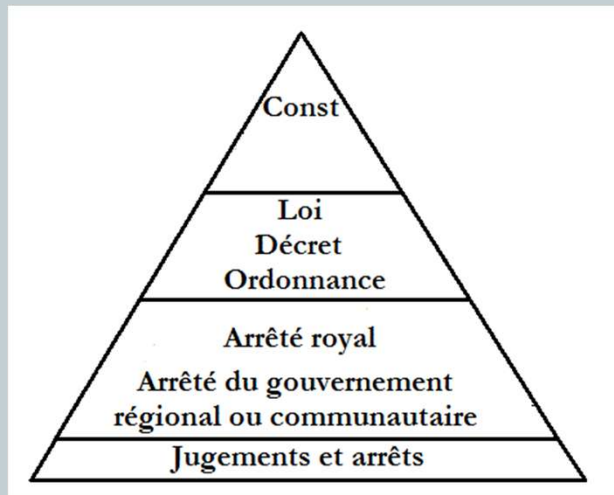 Const
Loi
Décret
Ordonnance
Arrêté royal
Arrêté du gouvernement
régional ou communautaire
Jugements et arrêts